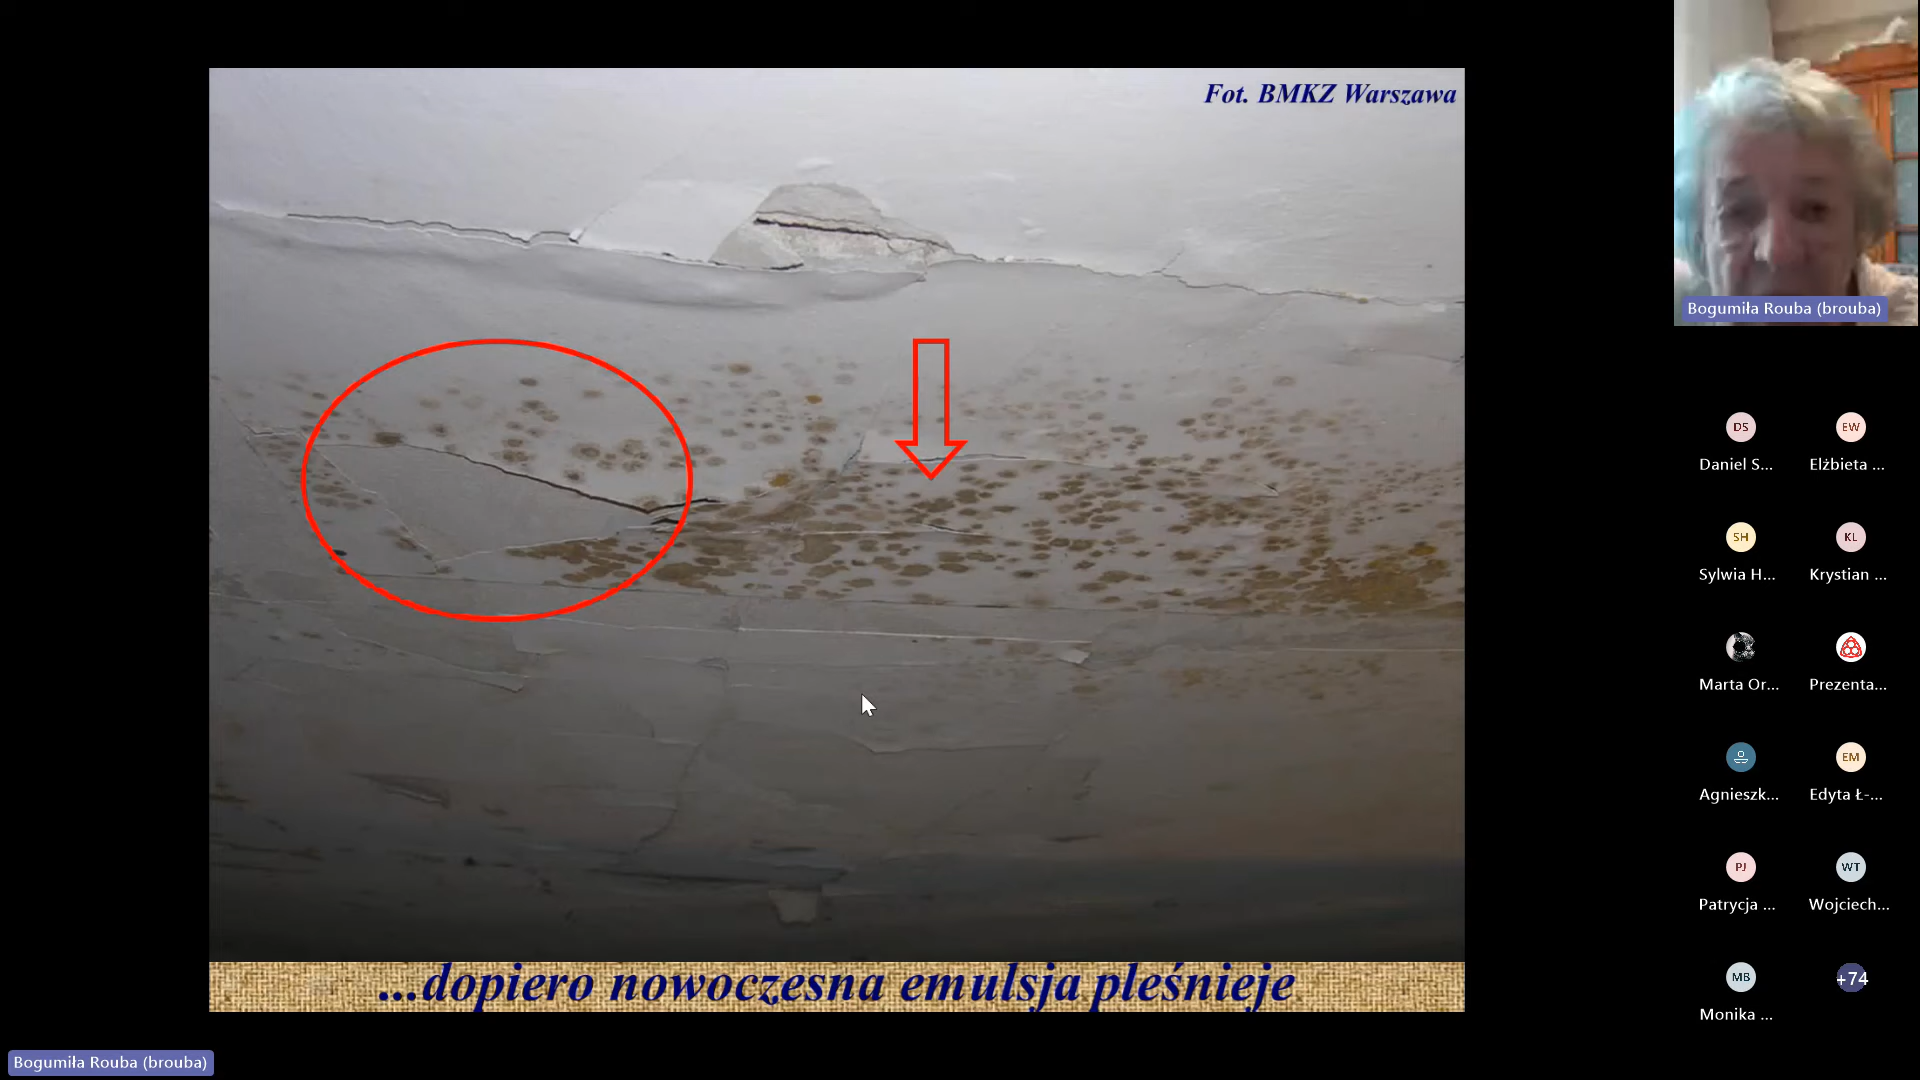 Fot. BMKZ Warszawa
...dopiero nowoczesna emulsja pleśnieje
Bogumiła Rouba (brouba)
DS
EW
Daniel S...
Elżbieta ...
SH
KL
Sylwia H...
Krystian ...
Marta Or...
Prezenta...
EM
Agnieszk...
Edyta Ł-...
PJ
WT
Patrycja ...
Wojciech...
MB
+74
Monika ...
Bogumiła Rouba (brouba)